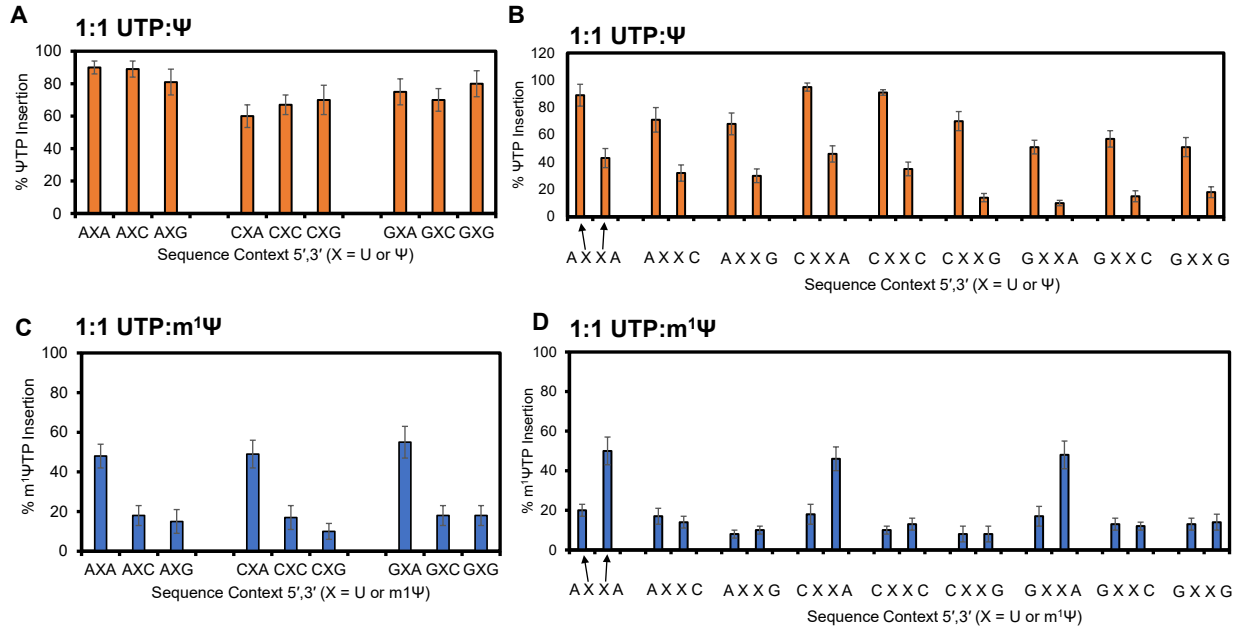 A
1:1 UTP:Ψ
100
80
60
40
20
0
% ΨTP Insertion
AXA AXC AXG CXA CXC CXG GXA GXC GXG
Sequence Context 5′,3′ (X = U or Ψ)
B
1:1 UTP:Ψ
120
100
80
60
40
20
0
% ΨTP Insertion
A X X A A X X C A X X G C X X A C X X C C X X G G X X A G X X C G X X G
Sequence Context 5′,3′ (X = U or Ψ)
C
1:1 UTP:m¹Ψ
100
80
60
40
20
0
% m¹ΨTP Insertion
AXA AXC AXG CXA CXC CXG GXA GXC GXG
Sequence Context 5′,3′ (X = U or m1Ψ)
D
1:1 UTP:m¹Ψ
100
80
60
40
20
0
% m¹ΨTP Insertion
A X X A A X X C A X X G C X X A C X X C C X X G G X X A G X X C G X X G
Sequence Context 5′,3′ (X = U or m¹Ψ)